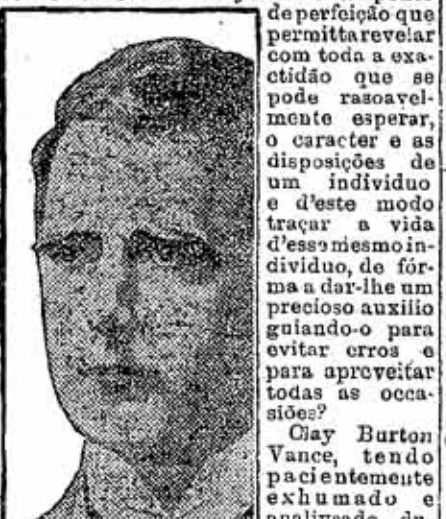 de perfeição que
permitta revelar
com toda a exa-
ctidão que se
pode rasoavel-
mente esperar,
o caracter e as
disposições de
um individuo
e d'este modo
traçar a vida
d'esse mesmo in-
dividuo, de fór-
ma a dar-lhe um
precioso auxilio
guiando-o para
evitar erros e
para aproveitar
todas as occa-
siões?
Clay Burton
Vance, tendo
pacientemente
exhumado e